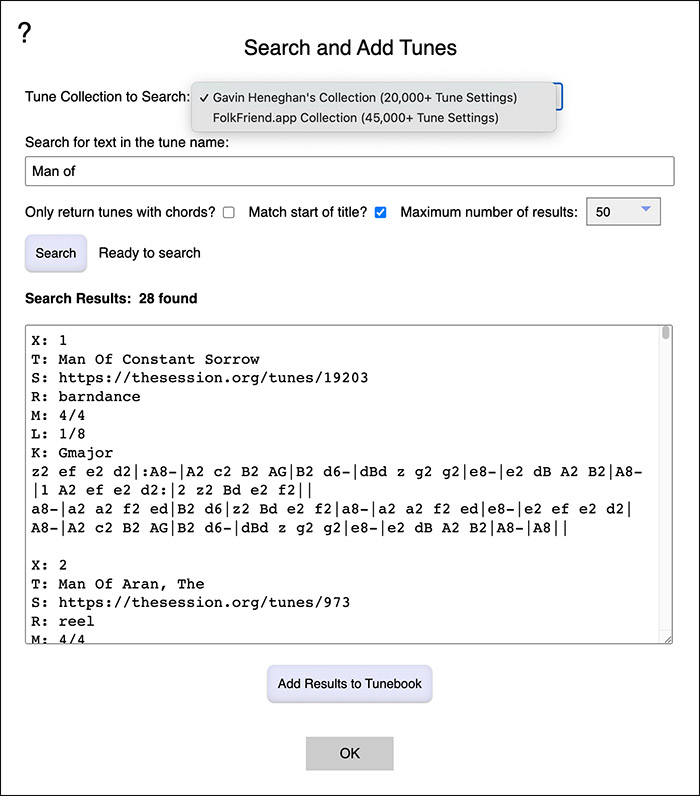 ?
Search and Add Tunes
Tune Collection to Search:
✓ Gavin Heneghan's Collection (20,000+ Tune Settings)
FolkFriend.app Collection (45,000+ Tune Settings)
Search for text in the tune name:
Man of
Only return tunes with chords? Match start of title? Maximum number of results: 50
Search Ready to search
Search Results: 28 found
X: 1
T: Man Of Constant Sorrow
S: https://thesession.org/tunes/19203
R: barndance
M: 4/4
L: 1/8
K: Gmajor
z2 ef e2 d2|:A8-|A2 c2 B2 AG|B2 d6-|dBd z g2 g2|e8-|e2 dB A2 B2|A8-
|1 A2 ef e2 d2:|2 z2 Bd e2 f2||
a8-|a2 a2 f2 ed|B2 d6|z2 Bd e2 f2|a8-|a2 a2 f2 ed|e8-|e2 ef e2 d2|
A8-|A2 c2 B2 AG|B2 d6-|dBd z g2 g2|e8-|e2 dB A2 B2|A8-|A8||
X: 2
T: Man Of Aran, The
S: https://thesession.org/tunes/973
R: reel
M: 4/4
Add Results to Tunebook
OK